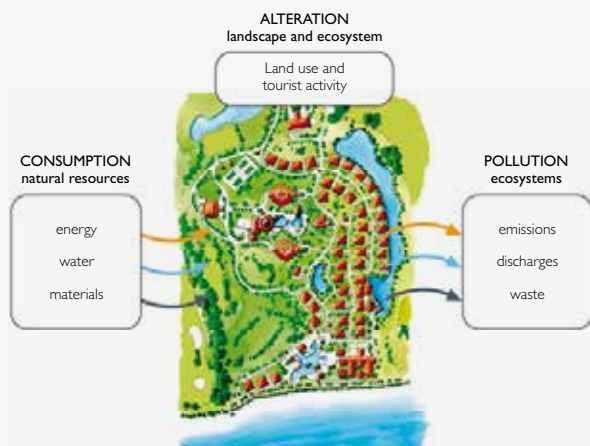 ALTERATION
landscape and ecosystem
Land use and
tourist activity
CONSUMPTION
natural resources
energy
water
materials
POLLUTION
ecosystems
emissions
discharges
waste